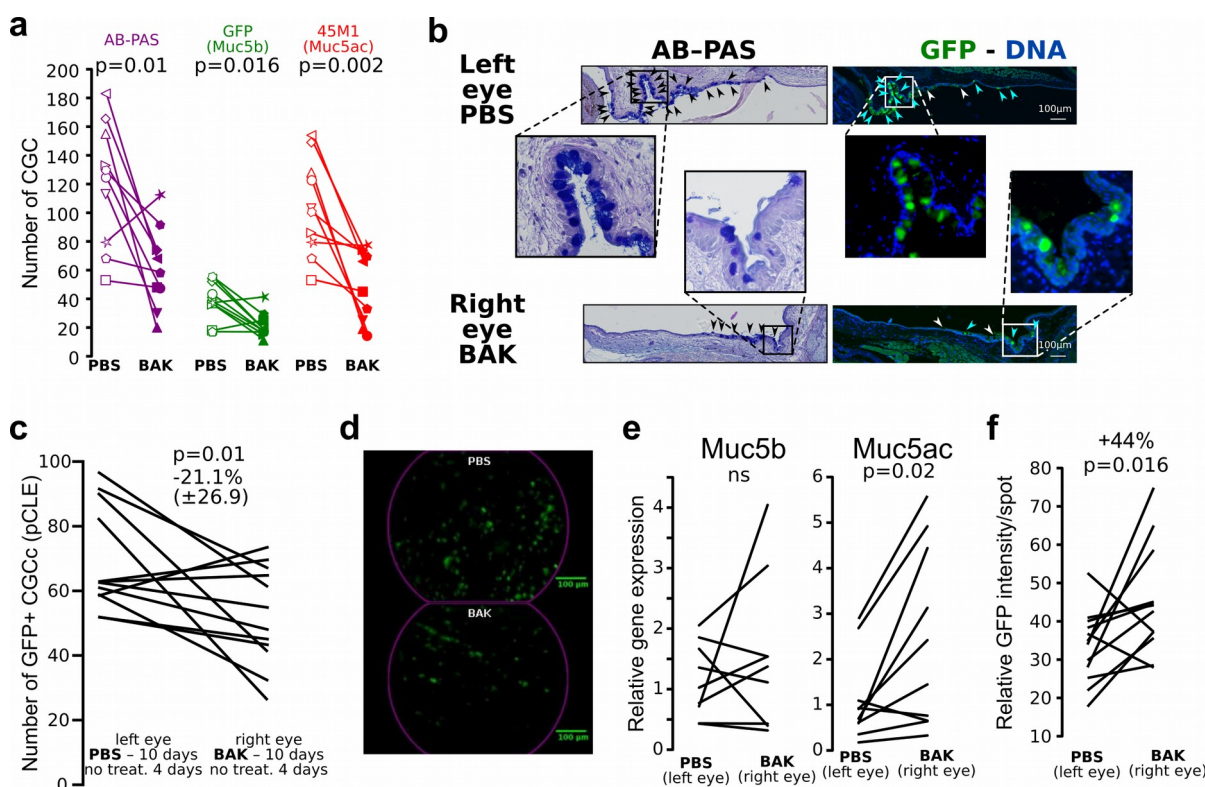 a
AB-PAS
p=0.01
GFP
(Muc5b)
p=0.016
45M1
(Muc5ac)
p=0.002
Number of CGC
200
180
160
140
120
100
80
60
40
20
0
PBS BAK PBS BAK PBS BAK
b
AB–PAS
GFP - DNA
Left
eye
PBS
100µm
Right
eye
BAK
100µm
c
p=0.01
-21.1%
(±26.9)
Number of GFP+ CGCc (pCLE)
100
80
60
40
20
0
left eye
PBS – 10 days
no treat. 4 days
right eye
BAK – 10 days
no treat. 4 days
d
PBS
100 µm
BAK
100 µm
e
Muc5b
ns
Relative gene expression
4
3
2
1
0
PBS
(left eye)
BAK
(right eye)
Muc5ac
p=0.02
6
5
4
3
2
1
0
PBS
(left eye)
BAK
(right eye)
f
+44%
p=0.016
Relative GFP intensity/spot
80
70
60
50
40
30
20
10
PBS
(left eye)
BAK
(right eye)